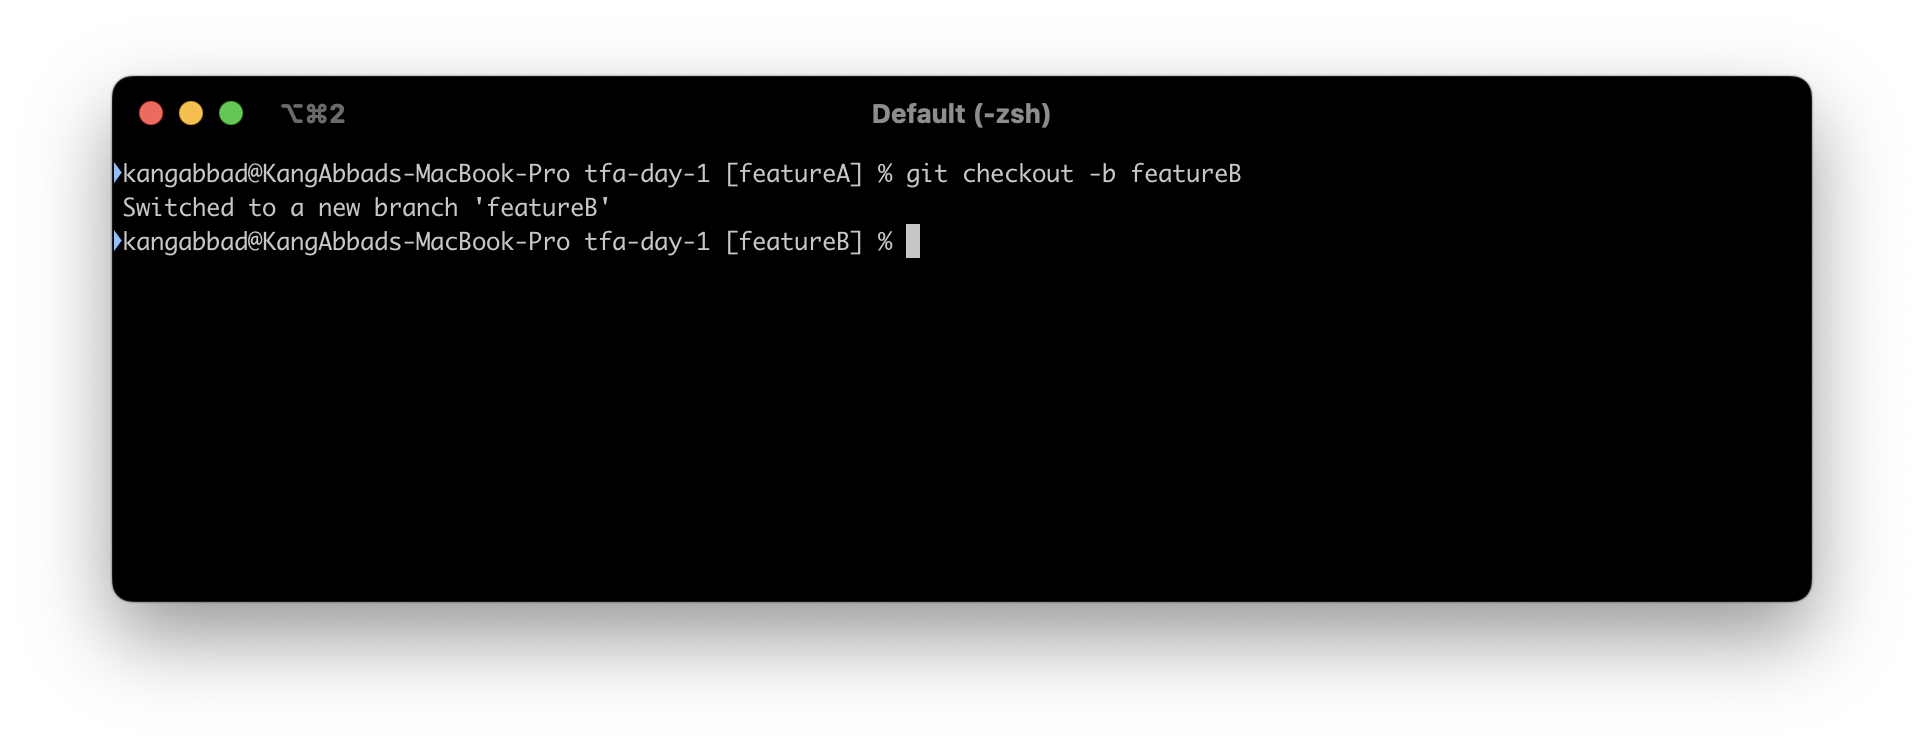 ⌥⌘2
Default (-zsh)
kangabbad@KangAbbads-MacBook-Pro tfa-day-1 [featureA] % git checkout -b featureB
Switched to a new branch 'featureB'
kangabbad@KangAbbads-MacBook-Pro tfa-day-1 [featureB] %